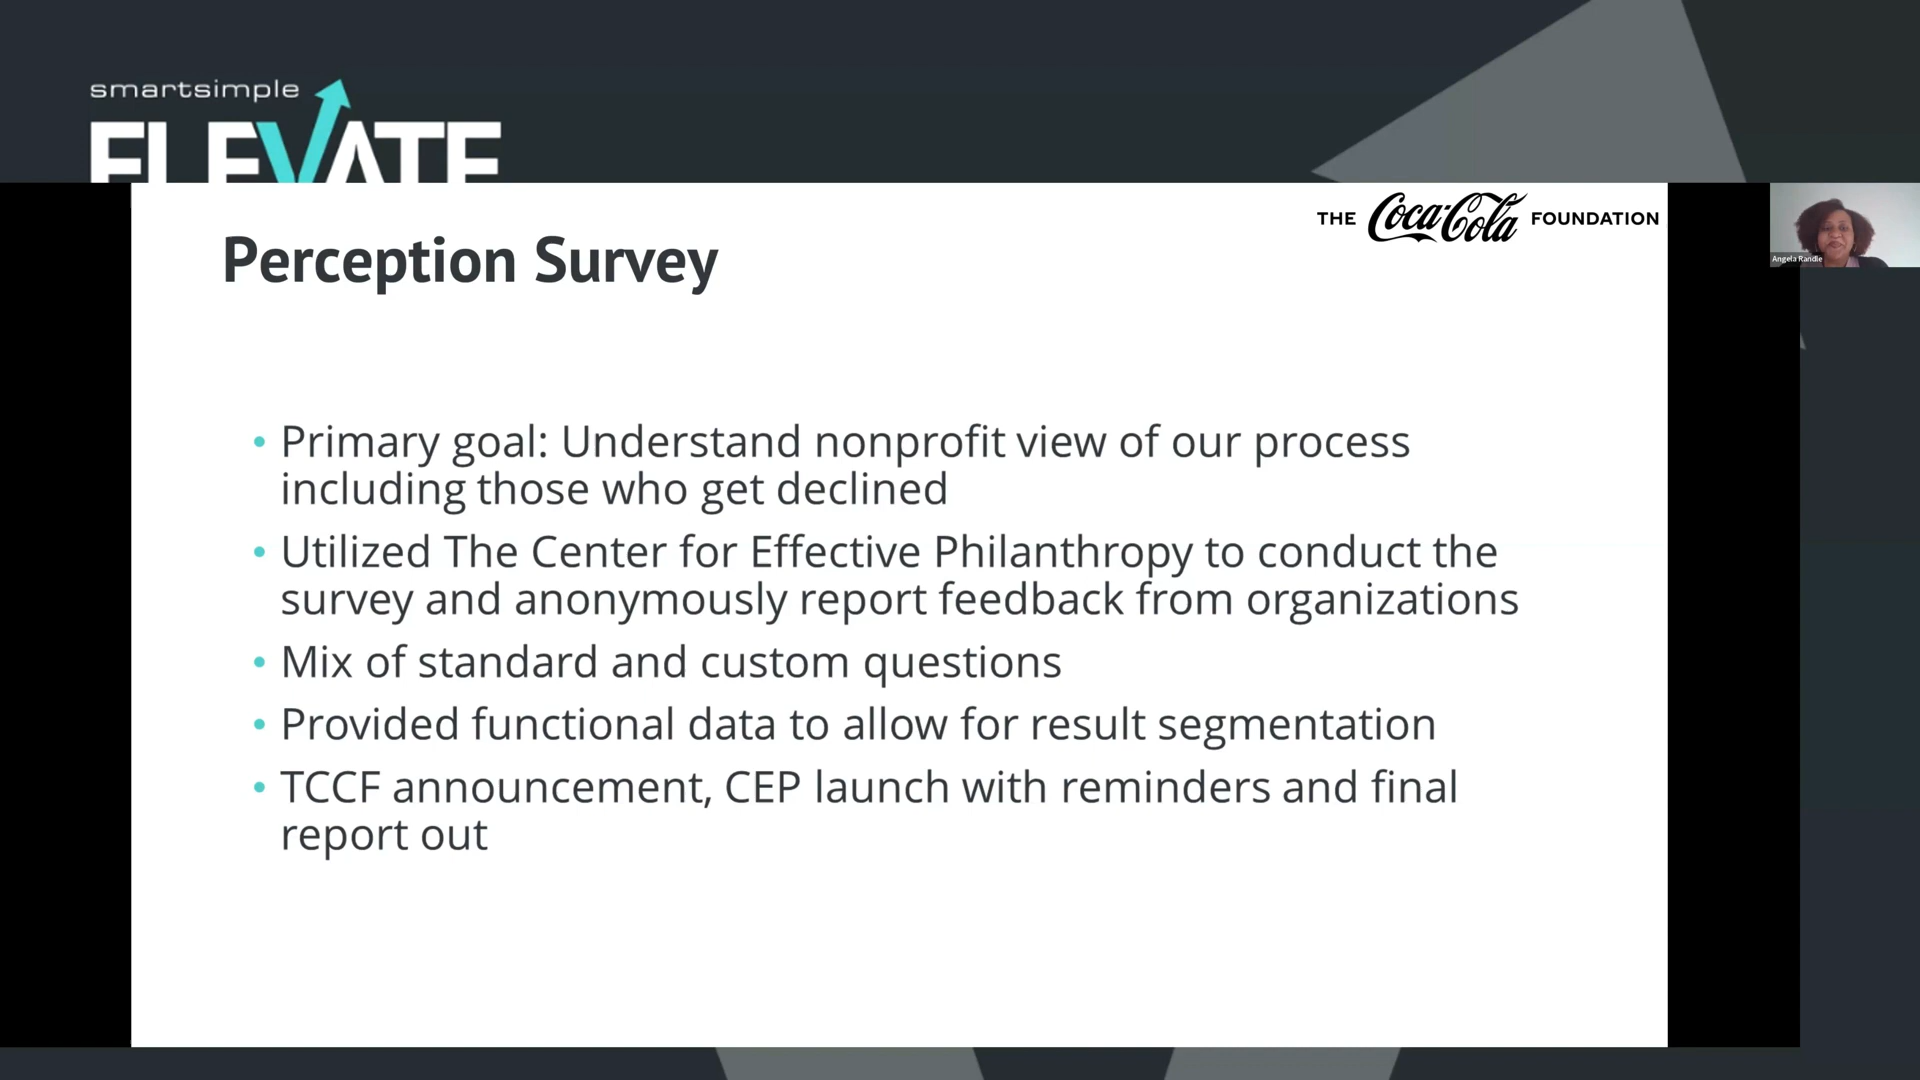 smartsimple
ELEVATE
THE Coca-Cola FOUNDATION
Perception Survey
Angela Randle
• Primary goal: Understand nonprofit view of our process
including those who get declined
• Utilized The Center for Effective Philanthropy to conduct the
survey and anonymously report feedback from organizations
• Mix of standard and custom questions
• Provided functional data to allow for result segmentation
• TCCF announcement, CEP launch with reminders and final
report out